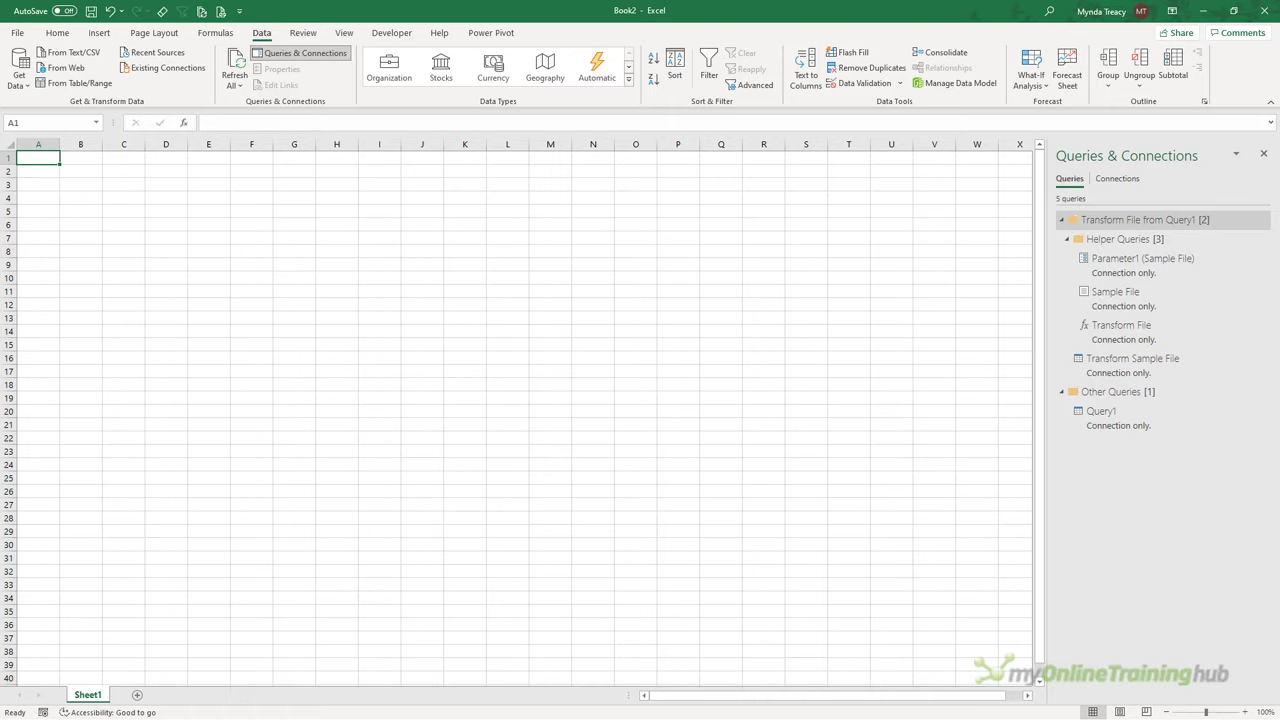 AutoSave Off
Book2 - Excel
Mynda Treacy MT
File Home Insert Page Layout Formulas Data Review View Developer Help Power Pivot
Share Comments
Get Data
From Text/CSV
From Web
From Table/Range
Recent Sources
Existing Connections
Get & Transform Data
Refresh All
Queries & Connections
Properties
Edit Links
Queries & Connections
Organization Stocks Currency Geography Automatic
Data Types
Sort Filter
Clear
Reapply
Advanced
Sort & Filter
Text to Columns
Flash Fill
Remove Duplicates
Data Validation
Consolidate
Relationships
Manage Data Model
Data Tools
What-If Analysis
Forecast Sheet
Forecast
Group Ungroup Subtotal
Outline
A1
A B C D E F G H I J K L M N O P Q R S T U V W X
1
2
3
4
5
6
7
8
9
10
11
12
13
14
15
16
17
18
19
20
21
22
23
24
25
26
27
28
29
30
31
32
33
34
35
36
37
38
39
40
Queries & Connections
Queries Connections
5 queries
Transform File from Query1 [2]
Helper Queries [3]
Parameter1 (Sample File)
Connection only.
Sample File
Connection only.
fx Transform File
Connection only.
Transform Sample File
Connection only.
Other Queries [1]
Query1
Connection only.
myOnlineTraininghub
Sheet1
Ready
Accessibility: Good to go
100%